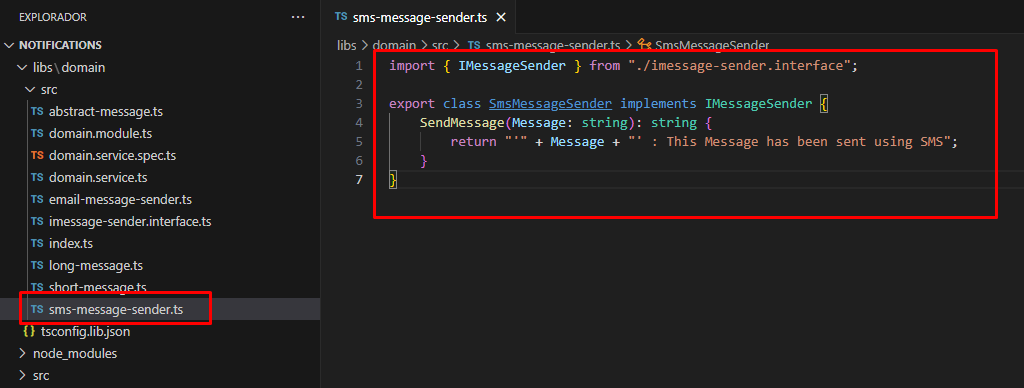 EXPLORADOR ...
NOTIFICATIONS
libs\domain
src
TS abstract-message.ts
TS domain.module.ts
TS domain.service.spec.ts
TS domain.service.ts
TS email-message-sender.ts
TS imessage-sender.interface.ts
TS index.ts
TS long-message.ts
TS short-message.ts
TS sms-message-sender.ts
{} tsconfig.lib.json
node_modules
src
TS sms-message-sender.ts ×
libs > domain > src > TS sms-message-sender.ts > SmsMessageSender
1 import { IMessageSender } from "./imessage-sender.interface";
2
3 export class SmsMessageSender implements IMessageSender {
4 SendMessage(Message: string): string {
5 return "'" + Message + "' : This Message has been sent using SMS";
6 }
7 }